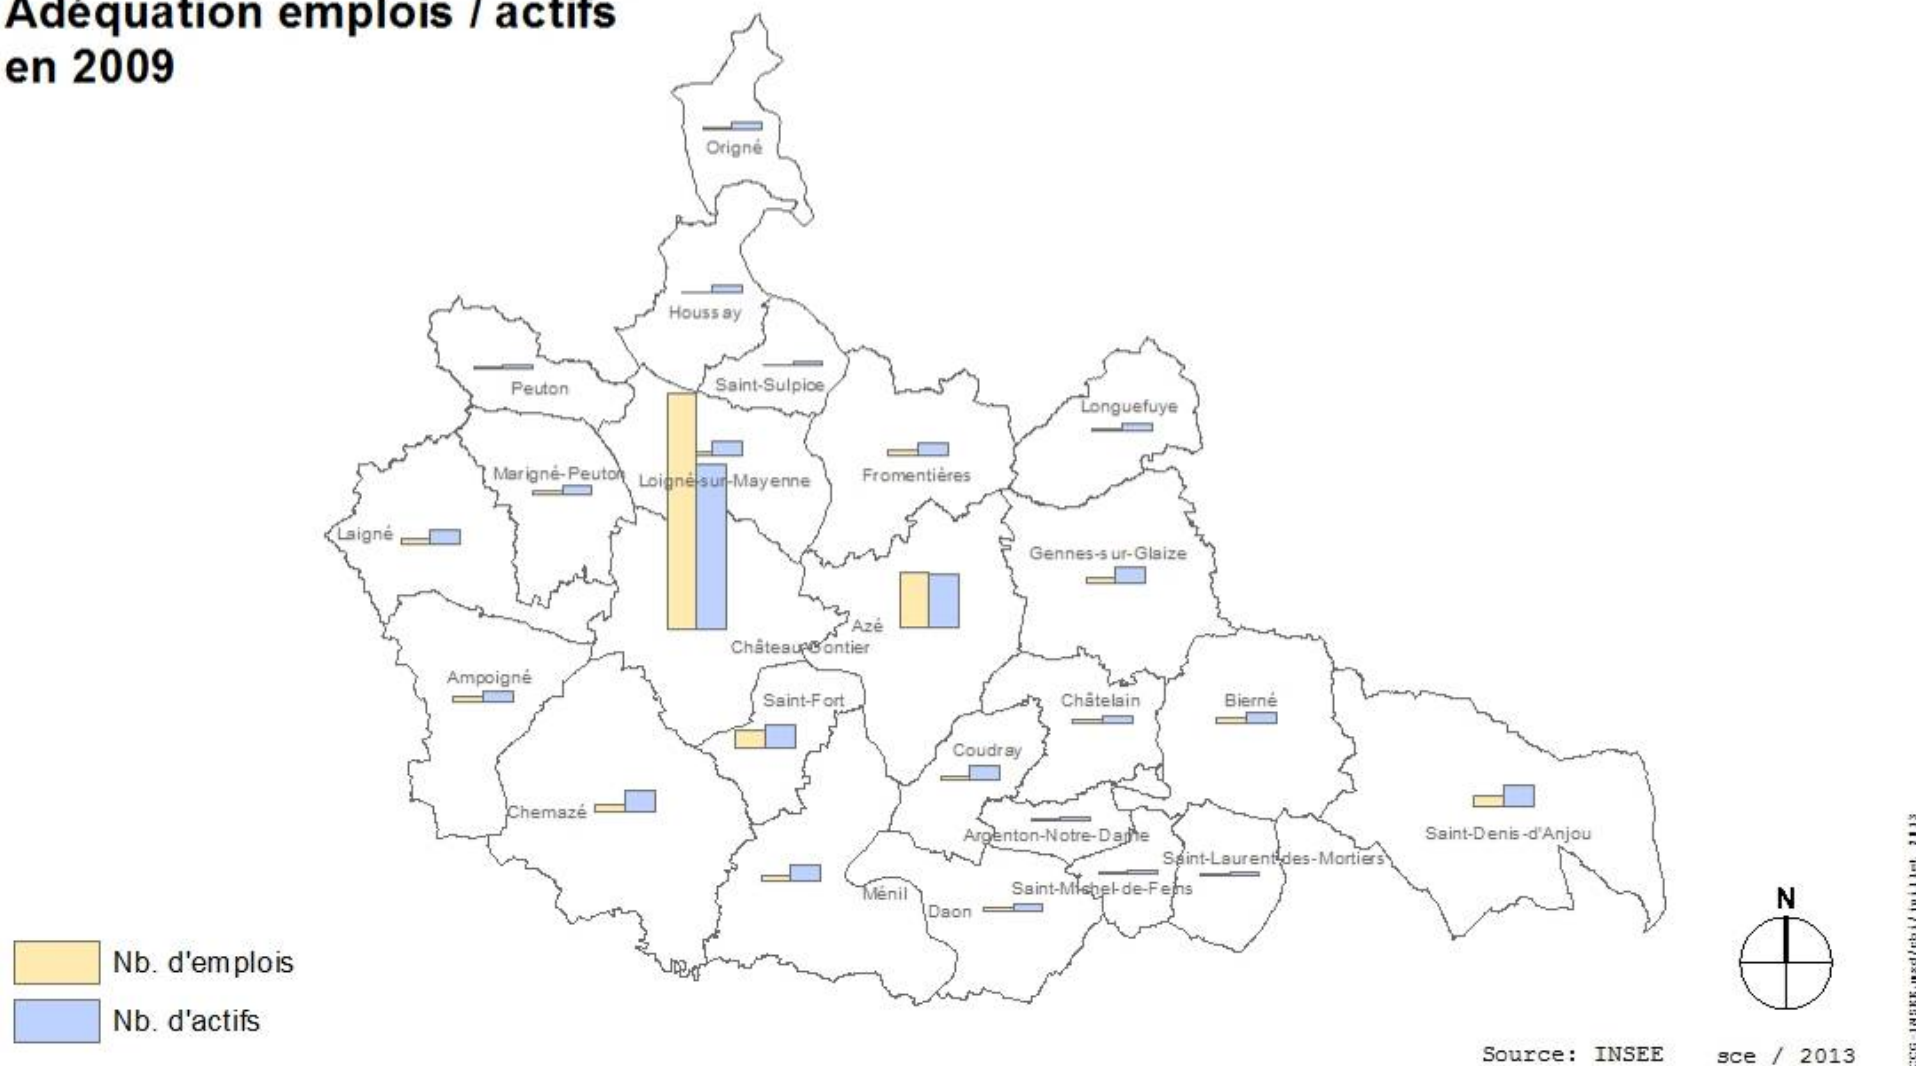 Adéquation emplois / actifs
en 2009
Origné
Houssay
Peuton
Saint-Sulpice
Longuefuye
Marigné-Peuton
Loigné-sur-Mayenne
Fromentières
Laigné
Gennes-sur-Glaize
Azé
Château-Gontier
Ampoigné
Saint-Fort
Châtelain
Bierné
Coudray
Chemazé
Argenton-Notre-Dame
Saint-Denis-d'Anjou
Saint-Laurent-des-Mortiers
Saint-Michel-de-Feins
Ménil
Daon
N
Nb. d'emplois
Nb. d'actifs
Source: INSEE sce / 2013